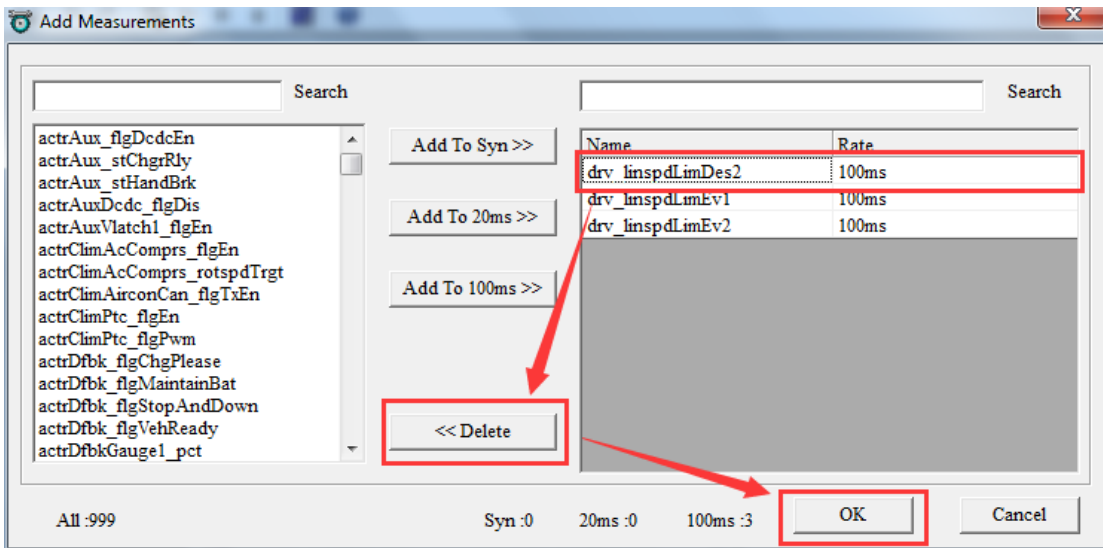 Add Measurements
x
Search
Search
actrAux_flgDcdcEn
actrAux_stChgrRly
actrAux_stHandBrk
actrAuxDcdc_flgDis
actrAuxVlatch1_flgEn
actrClimAcComprs_flgEn
actrClimAcComprs_rotspdTrgt
actrClimAirconCan_flgTxEn
actrClimPtc_flgEn
actrClimPtc_flgPwm
actrDfbk_flgChgPlease
actrDfbk_flgMaintainBat
actrDfbk_flgStopAndDown
actrDfbk_flgVehReady
actrDfbkGauge1_pct
Add To Syn >>
Add To 20ms >>
Add To 100ms >>
<< Delete
Name Rate
drv_linspdLimDes2 100ms
drv_linspdLimEv1 100ms
drv_linspdLimEv2 100ms
All :999 Syn :0 20ms :0 100ms :3 OK Cancel